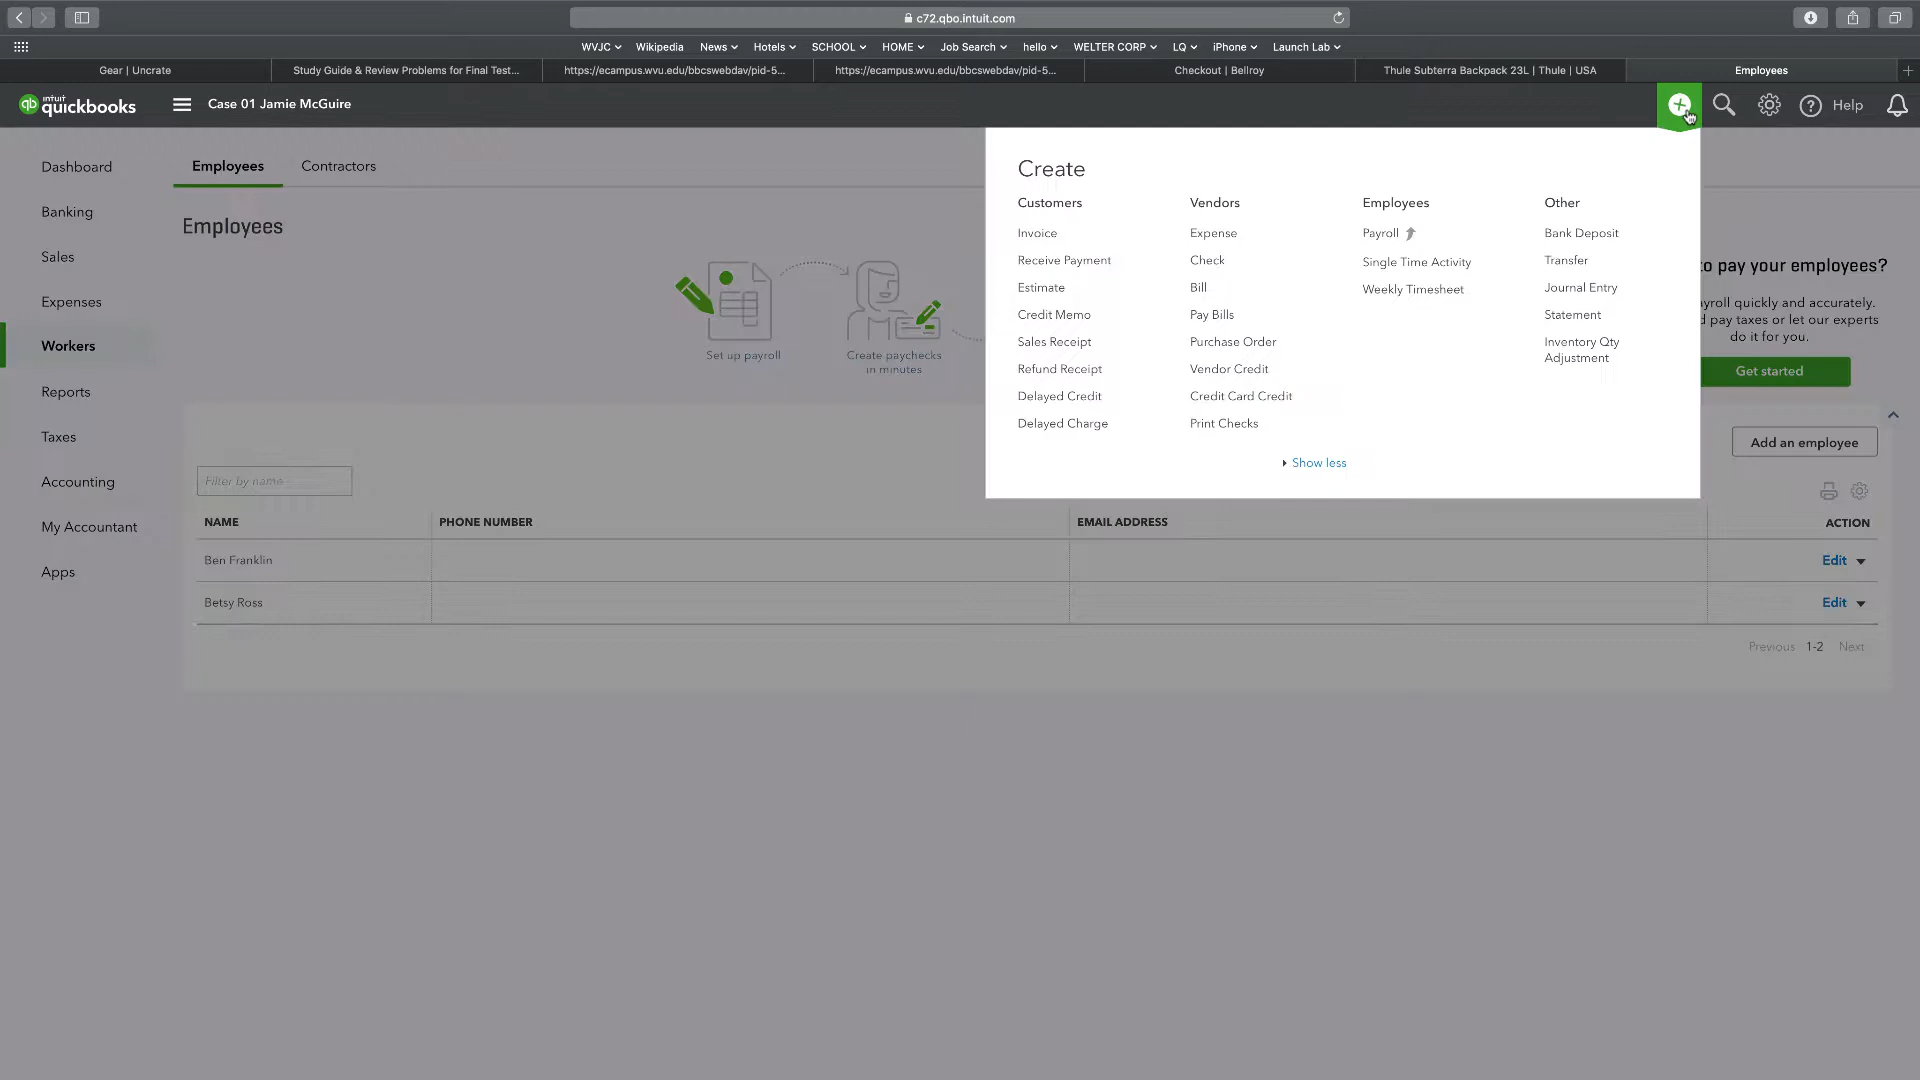 c72.qbo.intuit.com
WVJC
Wikipedia
News
Hotels
SCHOOL
HOME
Job Search
hello
WELTER CORP
LQ
iPhone
Launch Lab
Gear | Uncrate
Study Guide & Review Problems for Final Test...
https://ecampus.wvu.edu/bbcswebdav/pid-5...
https://ecampus.wvu.edu/bbcswebdav/pid-5...
Checkout | Bellroy
Thule Subterra Backpack 23L | Thule | USA
Employees
intuit
quickbooks
Case 01 Jamie McGuire
Help
Dashboard
Banking
Sales
Expenses
Workers
Reports
Taxes
Accounting
My Accountant
Apps
Employees
Contractors
Employees
Set up payroll
Create paychecks
in minutes
Create
Customers
Invoice
Receive Payment
Estimate
Credit Memo
Sales Receipt
Refund Receipt
Delayed Credit
Delayed Charge
Vendors
Expense
Check
Bill
Pay Bills
Purchase Order
Vendor Credit
Credit Card Credit
Print Checks
Employees
Payroll
Single Time Activity
Weekly Timesheet
Other
Bank Deposit
Transfer
Journal Entry
Statement
Inventory Qty
Adjustment
Show less
to pay your employees?
yroll quickly and accurately.
pay taxes or let our experts
do it for you.
Get started
Add an employee
Filter by name
NAME
PHONE NUMBER
EMAIL ADDRESS
ACTION
Ben Franklin
Edit
Betsy Ross
Edit
Previous 1-2 Next